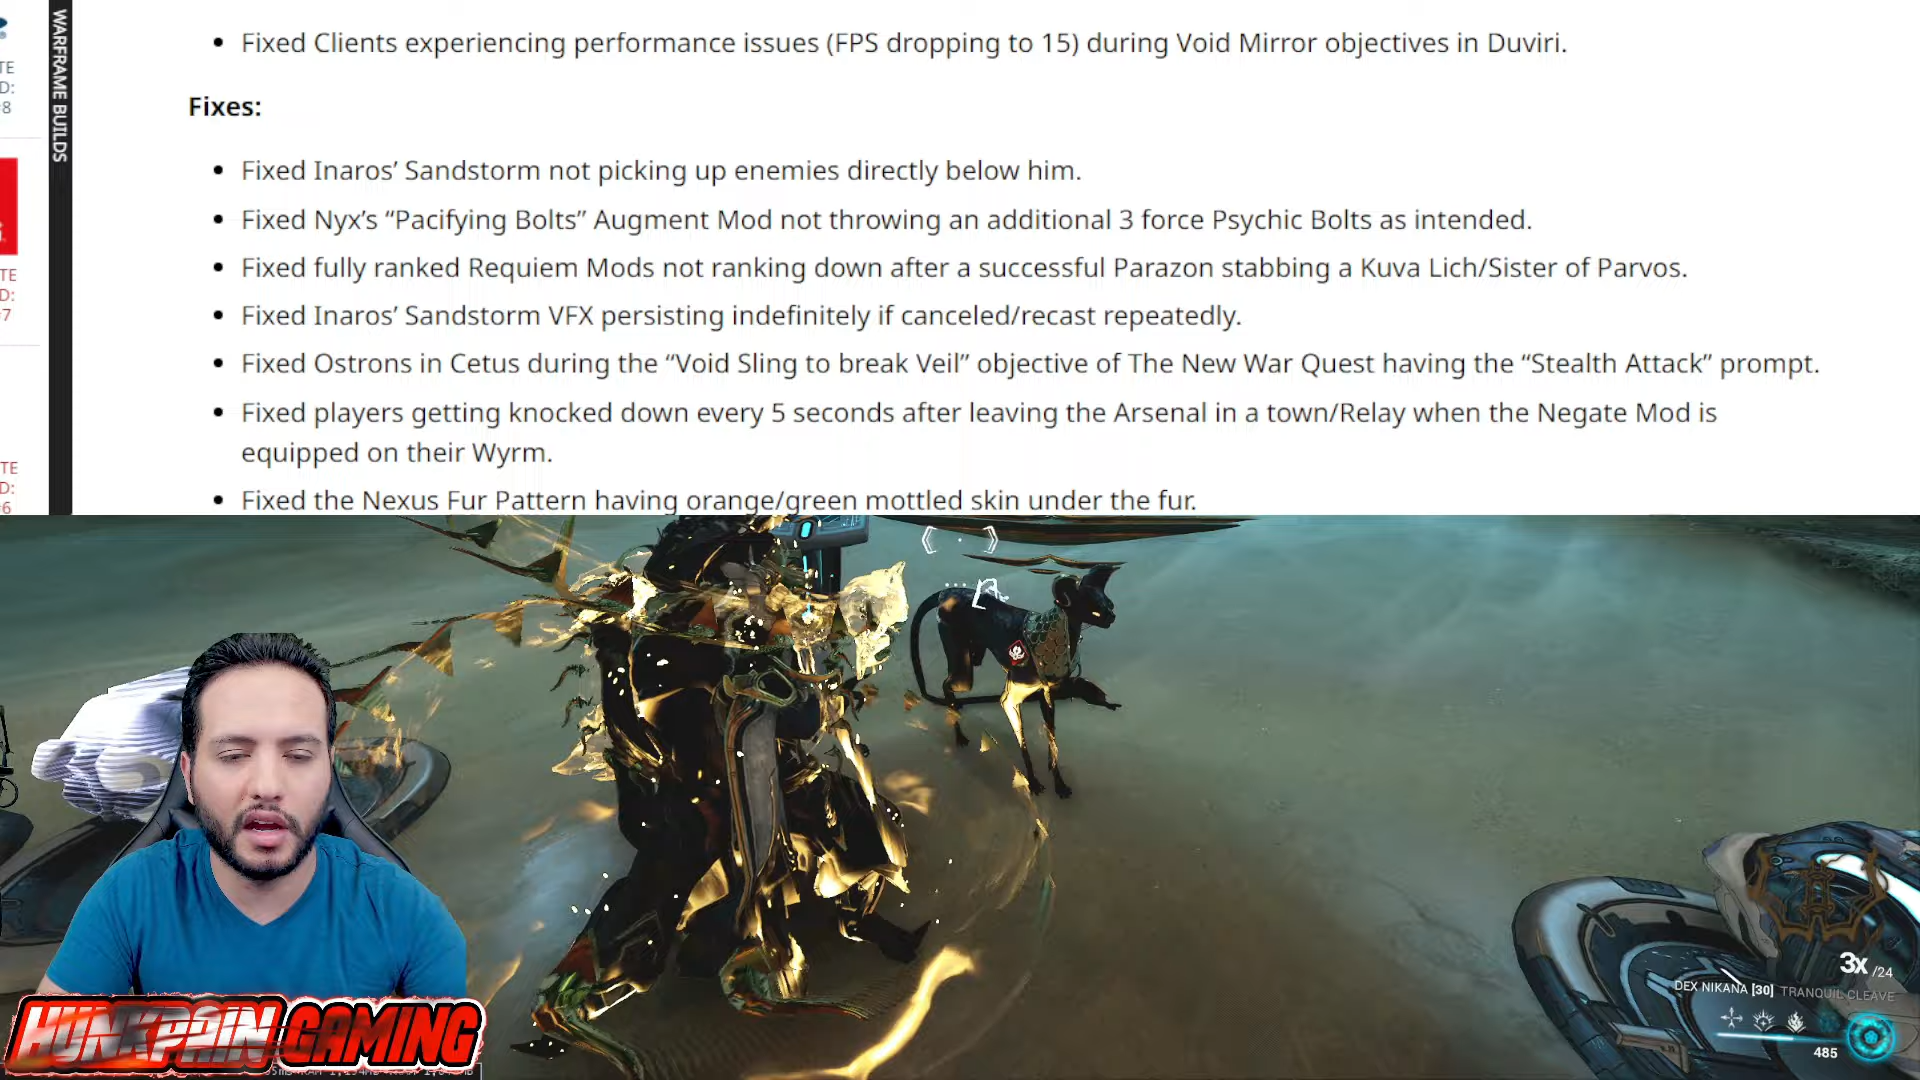 Fixed Clients experiencing performance issues (FPS dropping to 15) during Void Mirror objectives in Duviri.
Fixes:
Fixed Inaros’ Sandstorm not picking up enemies directly below him.
Fixed Nyx’s “Pacifying Bolts” Augment Mod not throwing an additional 3 force Psychic Bolts as intended.
Fixed fully ranked Requiem Mods not ranking down after a successful Parazon stabbing a Kuva Lich/Sister of Parvos.
Fixed Inaros’ Sandstorm VFX persisting indefinitely if canceled/recast repeatedly.
Fixed Ostrons in Cetus during the “Void Sling to break Veil” objective of The New War Quest having the “Stealth Attack” prompt.
Fixed players getting knocked down every 5 seconds after leaving the Arsenal in a town/Relay when the Negate Mod is
equipped on their Wyrm.
Fixed the Nexus Fur Pattern having orange/green mottled skin under the fur.
WARFRAME BUILDS
TE
D:
8
TE
D:
7
TE
D:
6
3x /24
DEX NIKANA [30] TRANQUIL CLEAVE
485
HUNKPAIN GAMING